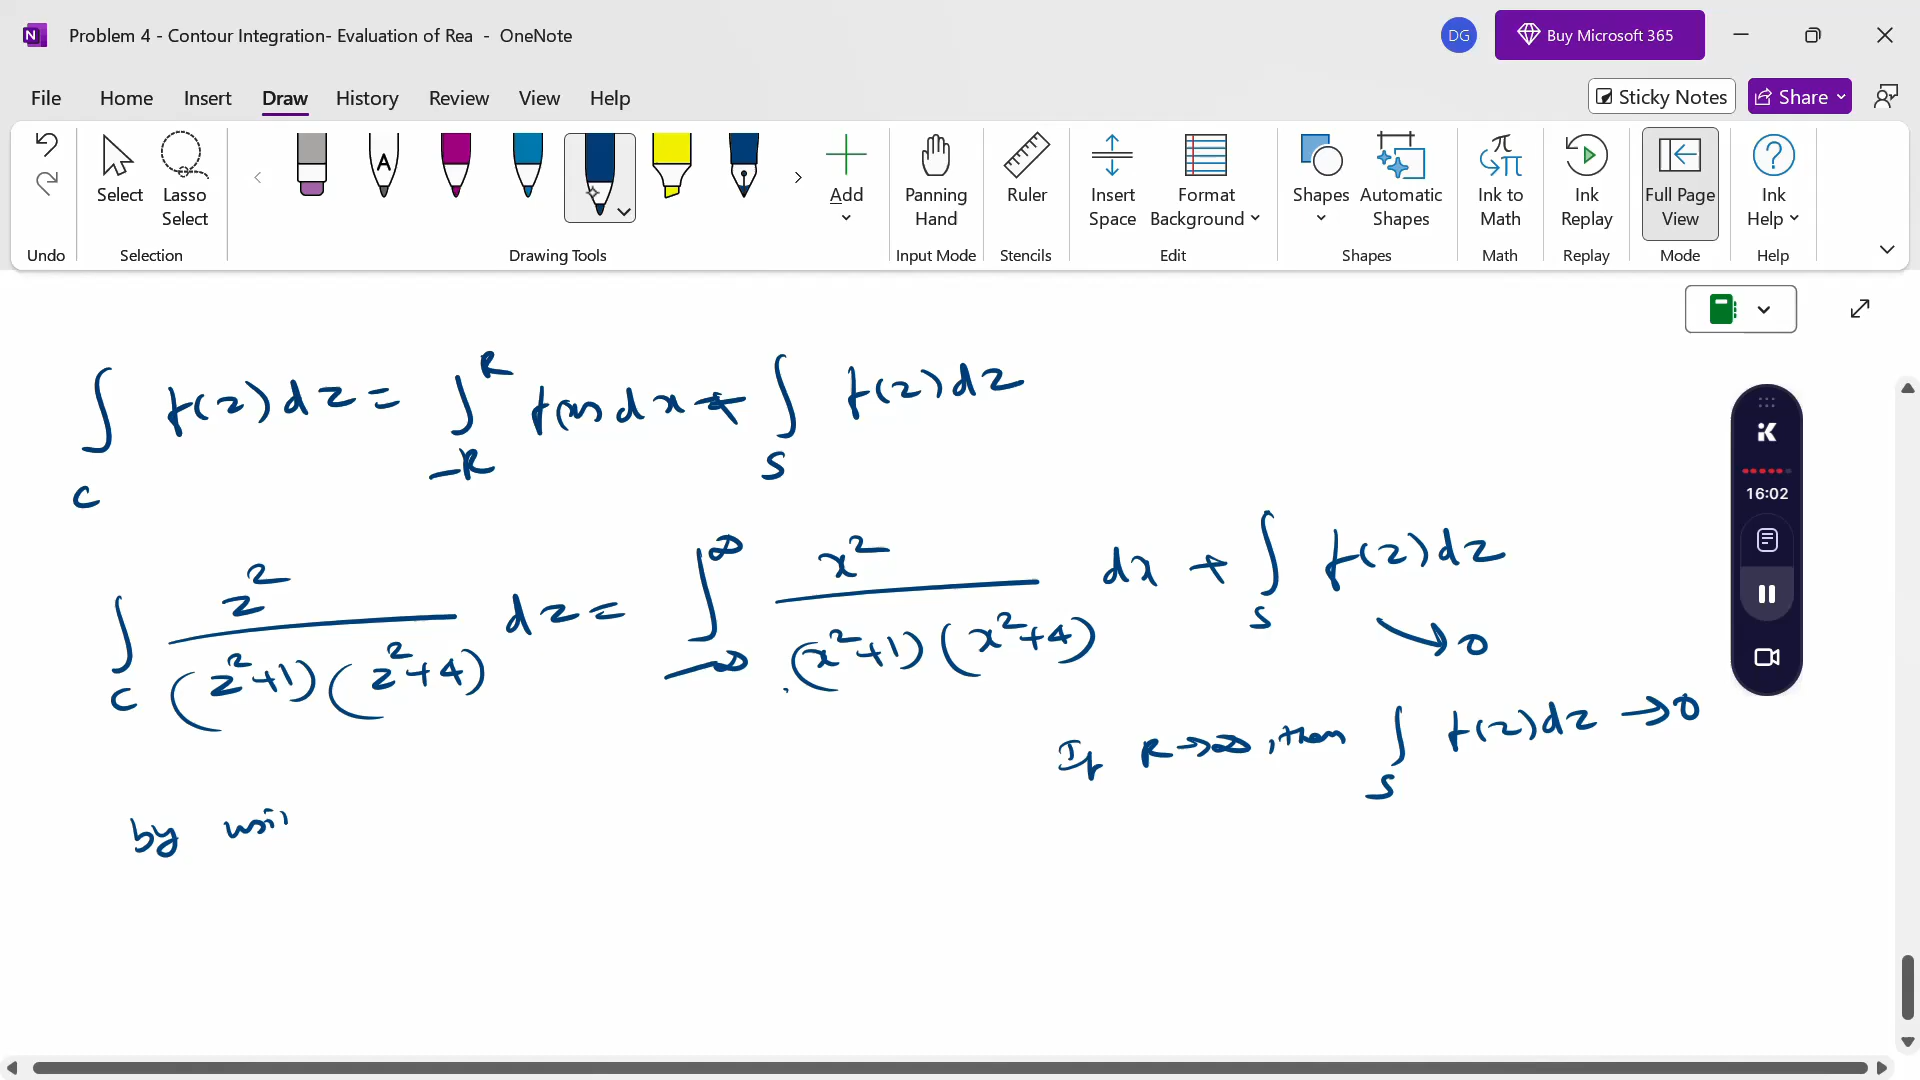 Problem 4 - Contour Integration- Evaluation of Rea - OneNote
DG
Buy Microsoft 365
File Home Insert Draw History Review View Help
Sticky Notes
Share
Select
Lasso Select
A
Add
Panning Hand
Ruler
Insert Space
Format Background
Shapes
Automatic Shapes
Ink to Math
Ink Replay
Full Page View
Ink Help
Undo Selection Drawing Tools Input Mode Stencils Edit Shapes Math Replay Mode Help
∫_C f(z)dz = ∫_{-R}^{R} f(x)dx + ∫_S f(z)dz
16:02
∫_C z²/((z²+1)(z²+4)) dz = ∫_{-∞}^{∞} x²/((x²+1)(x²+4)) dx + ∫_S f(z)dz
→0
If R→∞, then ∫_S f(z)dz →0
by